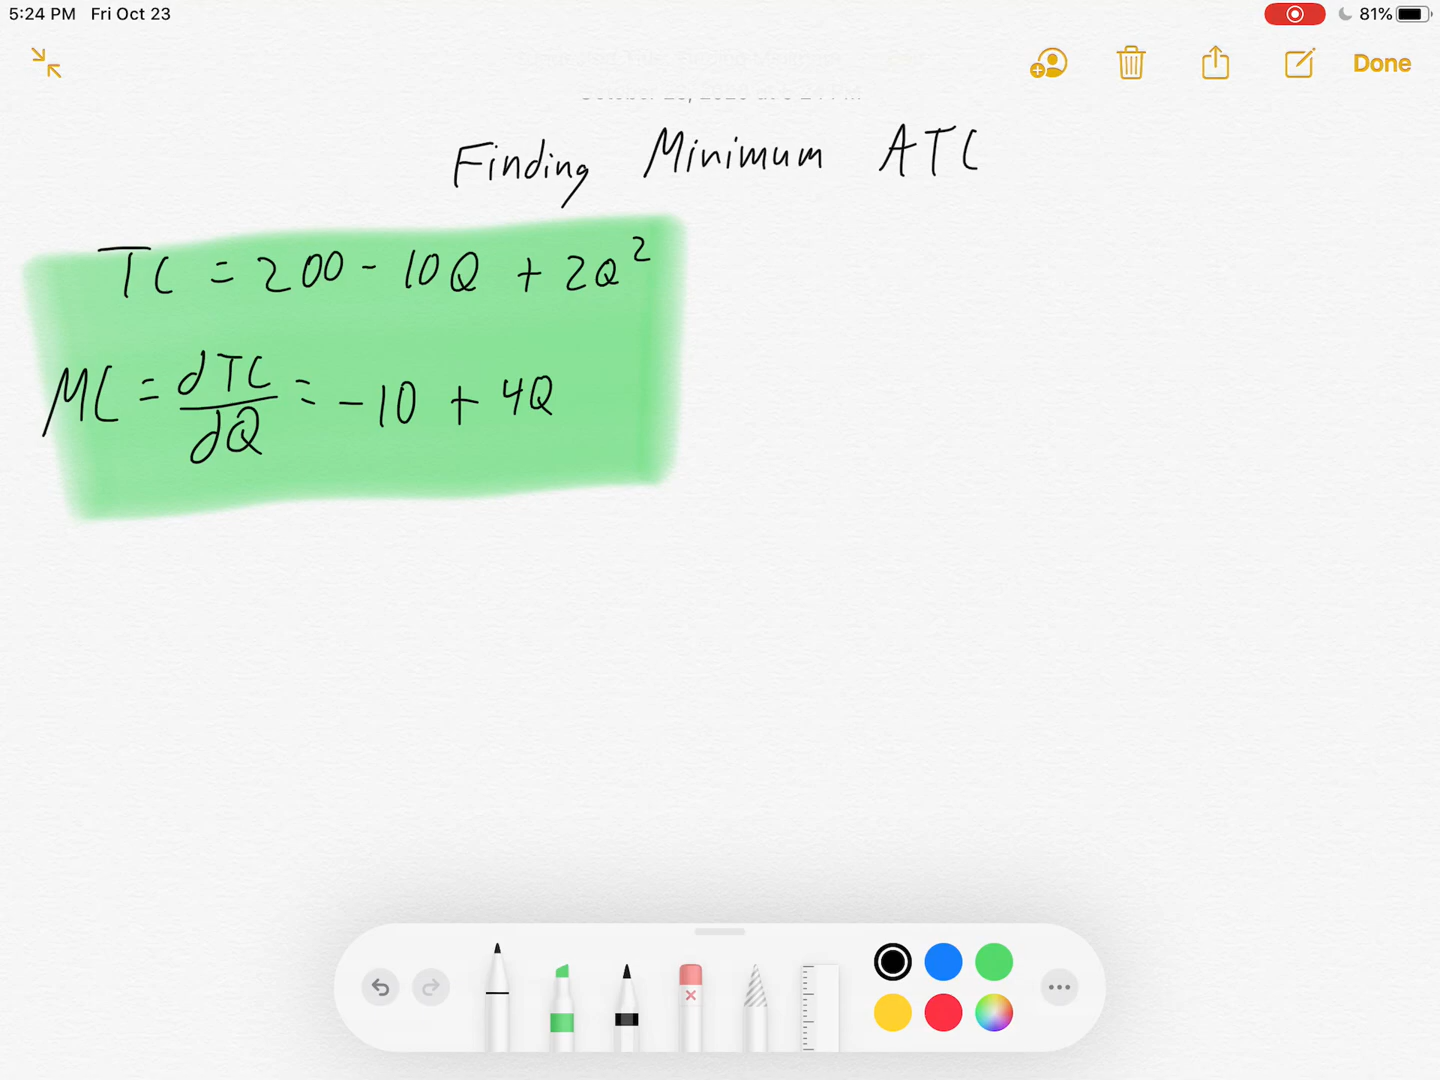 5:24 PM Fri Oct 23
81%
Done
Finding Minimum ATC
TC = 200 - 10Q + 2Q²
MC = dTC/dQ = -10 + 4Q